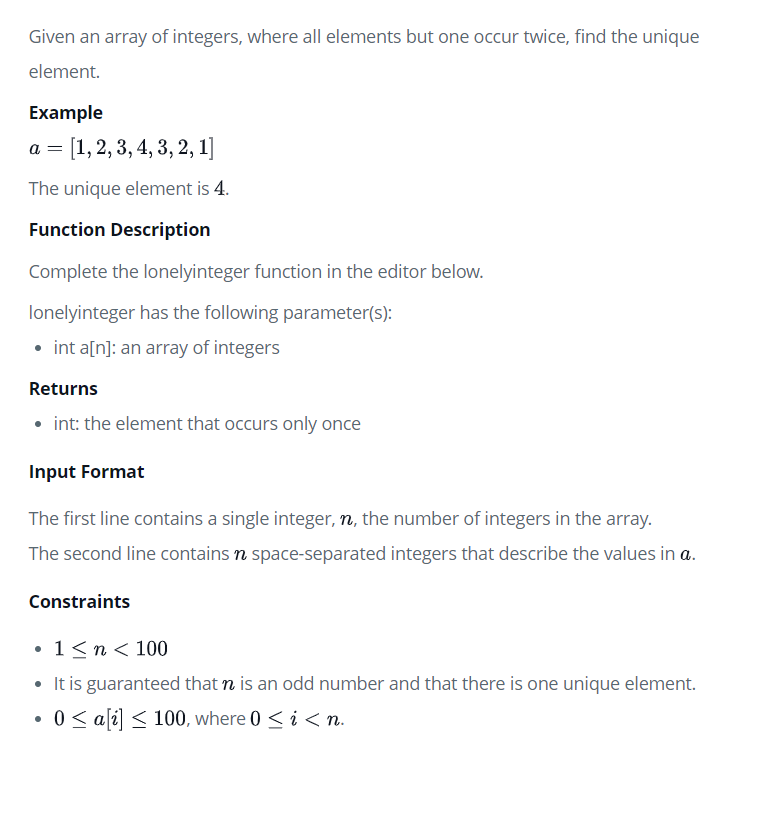 Given an array of integers, where all elements but one occur twice, find the unique
element.
Example
a = [1, 2, 3, 4, 3, 2, 1]
The unique element is 4.
Function Description
Complete the lonelyinteger function in the editor below.
lonelyinteger has the following parameter(s):
• int a[n]: an array of integers
Returns
• int: the element that occurs only once
Input Format
The first line contains a single integer, n, the number of integers in the array.
The second line contains n space-separated integers that describe the values in a.
Constraints
• 1 ≤ n < 100
• It is guaranteed that n is an odd number and that there is one unique element.
• 0 ≤ a[i] ≤ 100, where 0 ≤ i < n.